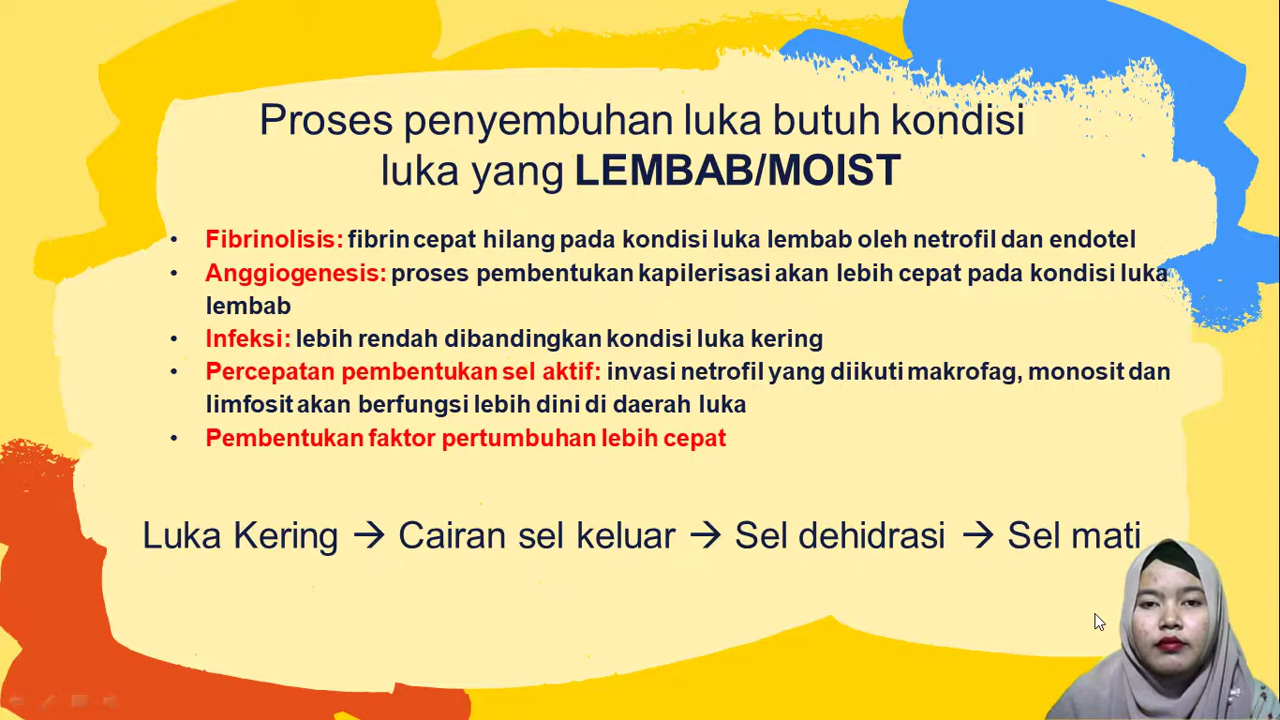 Proses penyembuhan luka butuh kondisi
luka yang LEMBAB/MOIST
• Fibrinolisis: fibrin cepat hilang pada kondisi luka lembab oleh netrofil dan endotel
• Anggiogenesis: proses pembentukan kapilerisasi akan lebih cepat pada kondisi luka
lembab
• Infeksi: lebih rendah dibandingkan kondisi luka kering
• Percepatan pembentukan sel aktif: invasi netrofil yang diikuti makrofag, monosit dan
limfosit akan berfungsi lebih dini di daerah luka
• Pembentukan faktor pertumbuhan lebih cepat
Luka Kering → Cairan sel keluar → Sel dehidrasi → Sel mati